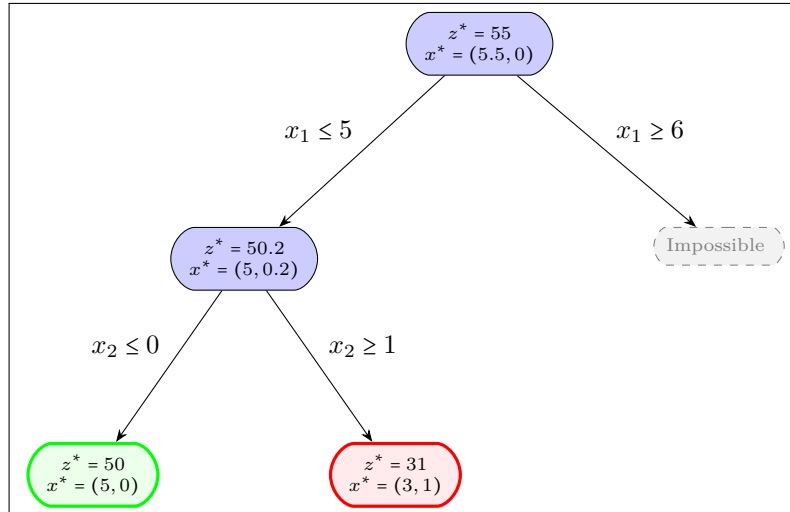 z* = 55
x* = (5.5, 0)
x₁ ≤ 5
x₁ ≥ 6
z* = 50.2
x* = (5, 0.2)
Impossible
x₂ ≤ 0
x₂ ≥ 1
z* = 50
x* = (5, 0)
z* = 31
x* = (3, 1)